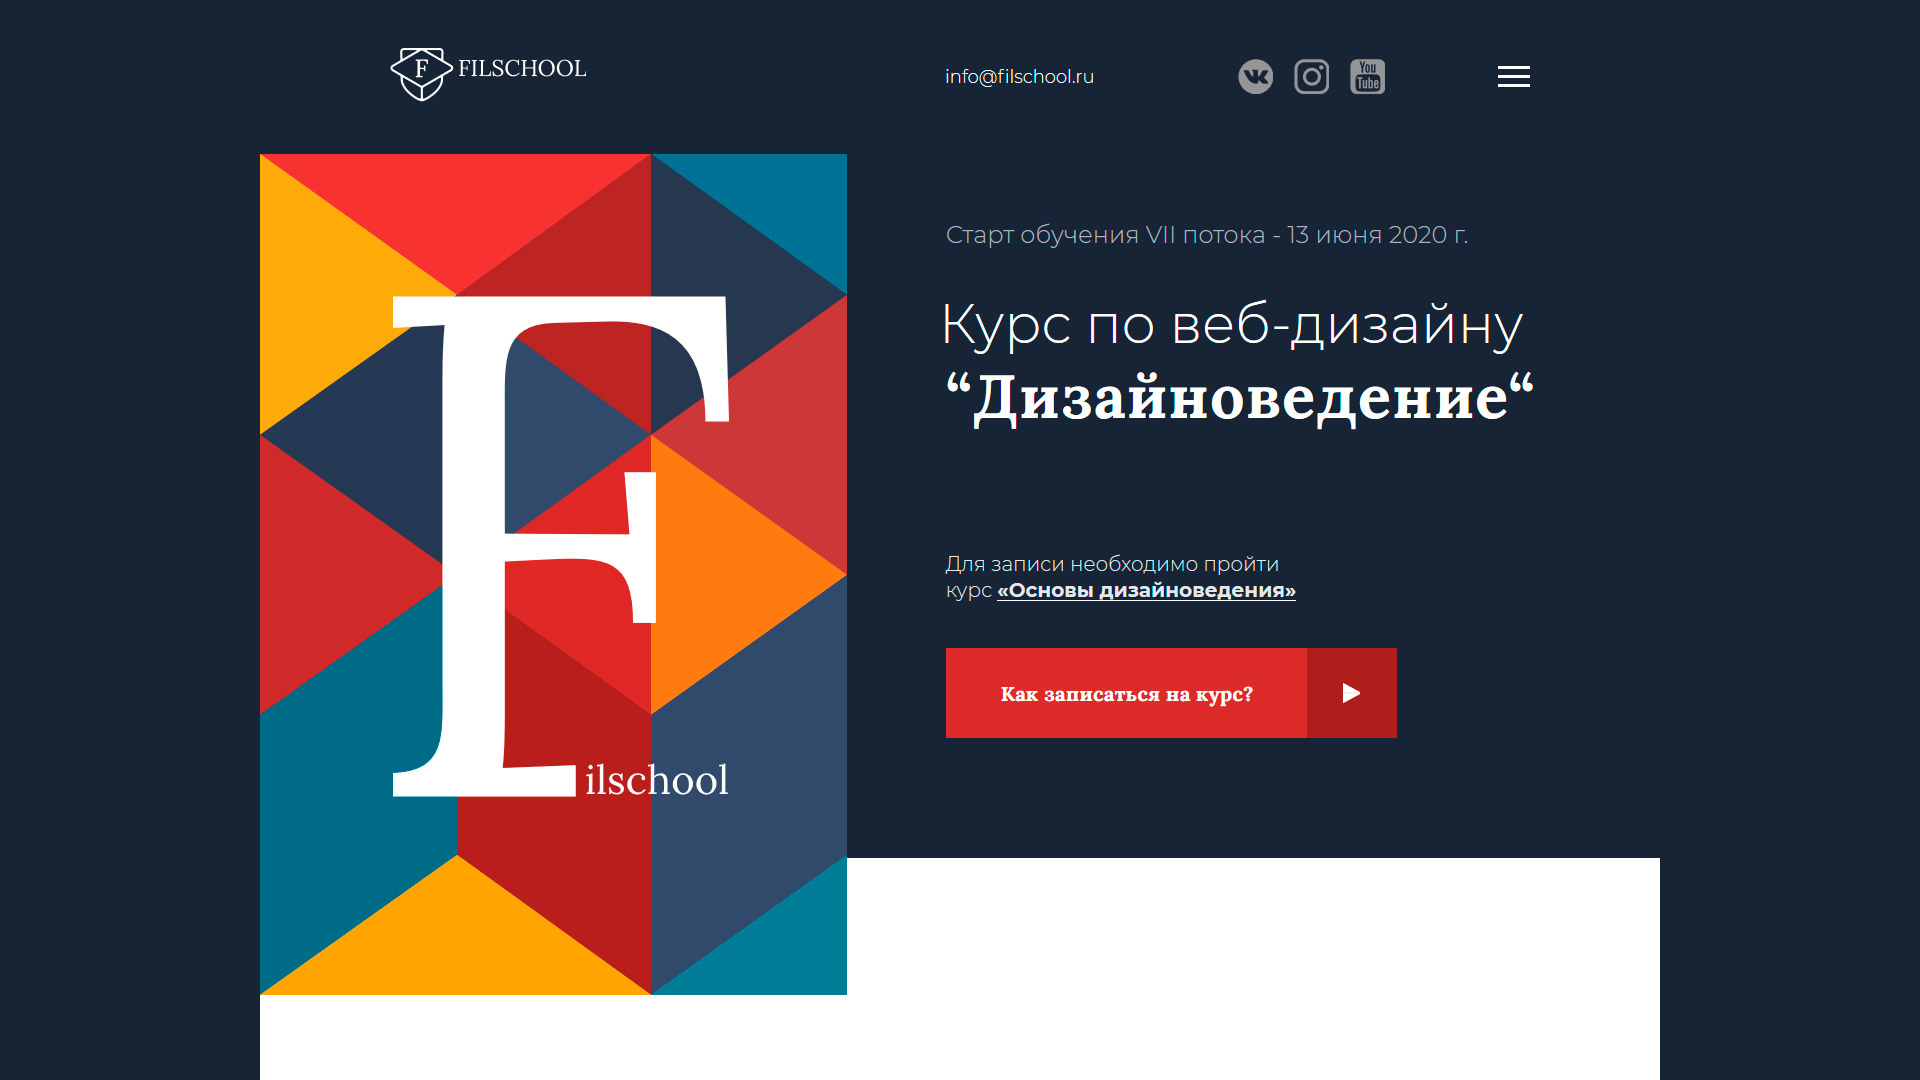 F FILSCHOOL
info@filschool.ru
You
Tube
Старт обучения VII потока - 13 июня 2020 г.
Курс по веб-дизайну
“Дизайноведение“
Для записи необходимо пройти
курс «Основы дизайноведения»
Как записаться на курс?
Filschool